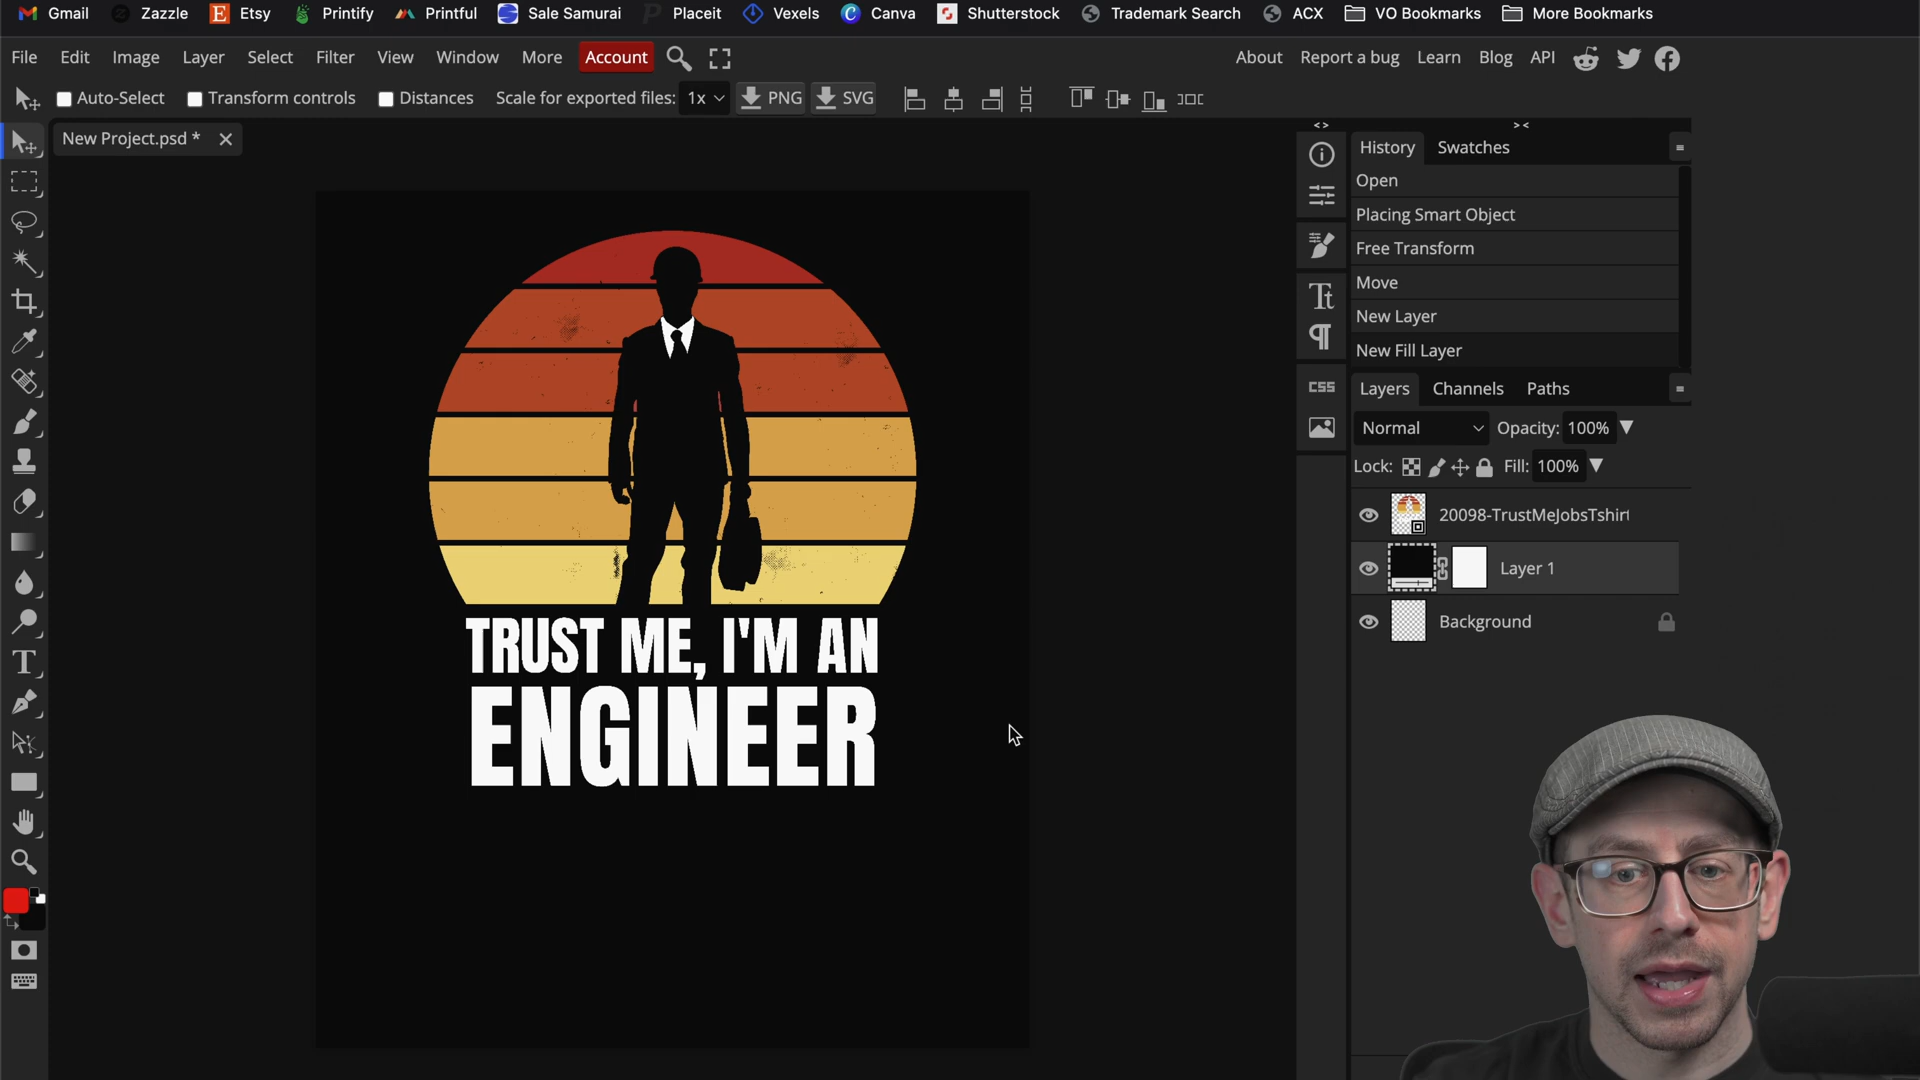 Gmail Zazzle Etsy Printify Printful Sale Samurai Placeit Vexels Canva Shutterstock Trademark Search ACX VO Bookmarks More Bookmarks
File Edit Image Layer Select Filter View Window More Account About Report a bug Learn Blog API
Auto-Select Transform controls Distances Scale for exported files: 1x PNG SVG
New Project.psd *
History Swatches
Open
Placing Smart Object
Free Transform
Move
New Layer
New Fill Layer
CSS
Layers Channels Paths
Normal Opacity: 100%
Lock: Fill: 100%
20098-TrustMeJobsTshirt
Layer 1
Background
TRUST ME, I'M AN
ENGINEER